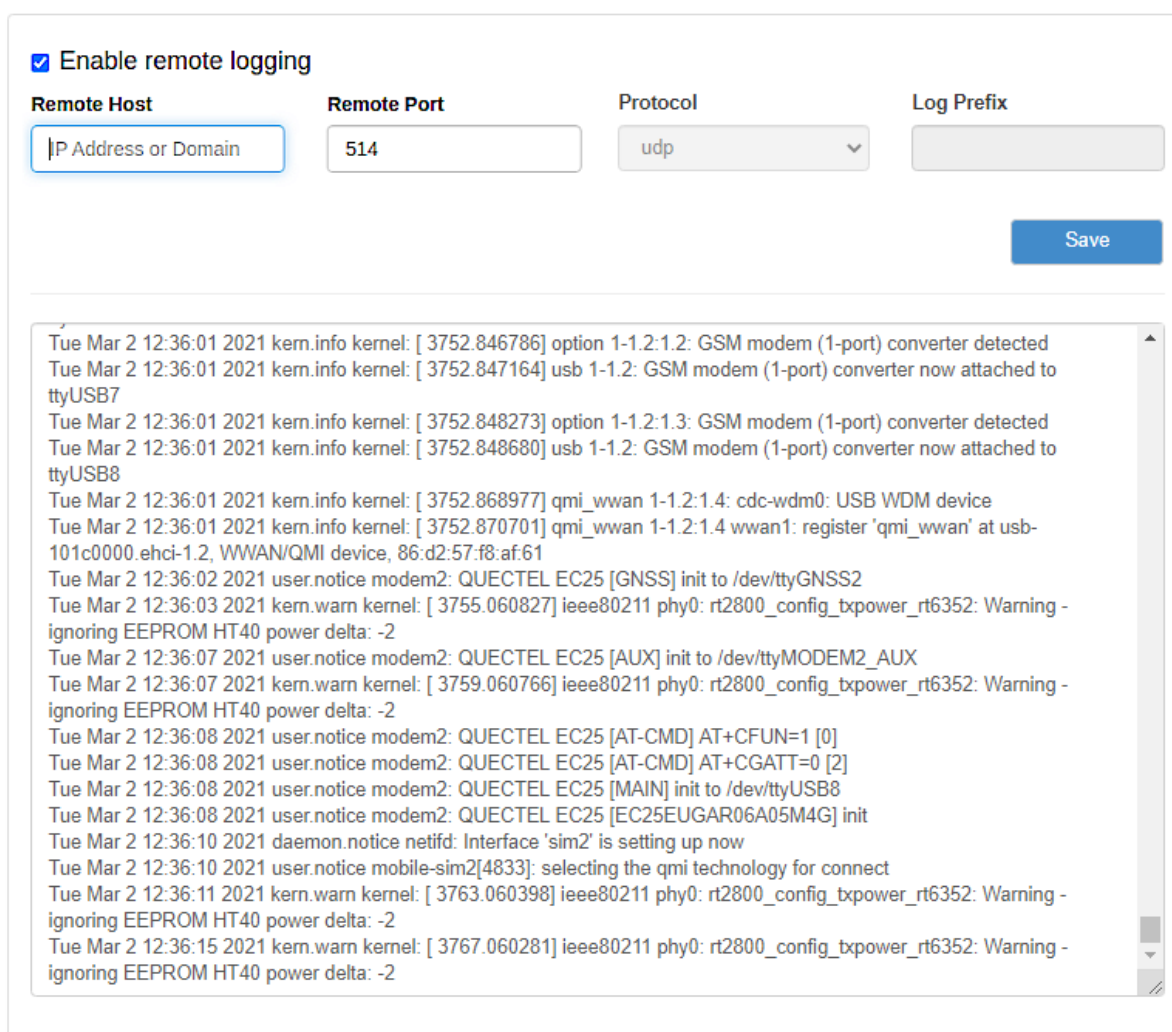 Enable remote logging
Remote Host
Remote Port
Protocol
Log Prefix
IP Address or Domain
514
udp
Save
Tue Mar 2 12:36:01 2021 kern.info kernel: [ 3752.846786] option 1-1.2:1.2: GSM modem (1-port) converter detected
Tue Mar 2 12:36:01 2021 kern.info kernel: [ 3752.847164] usb 1-1.2: GSM modem (1-port) converter now attached to
ttyUSB7
Tue Mar 2 12:36:01 2021 kern.info kernel: [ 3752.848273] option 1-1.2:1.3: GSM modem (1-port) converter detected
Tue Mar 2 12:36:01 2021 kern.info kernel: [ 3752.848680] usb 1-1.2: GSM modem (1-port) converter now attached to
ttyUSB8
Tue Mar 2 12:36:01 2021 kern.info kernel: [ 3752.868977] qmi_wwan 1-1.2:1.4: cdc-wdm0: USB WDM device
Tue Mar 2 12:36:01 2021 kern.info kernel: [ 3752.870701] qmi_wwan 1-1.2:1.4 wwan1: register 'qmi_wwan' at usb-
101c0000.ehci-1.2, WWAN/QMI device, 86:d2:57:f8:af:61
Tue Mar 2 12:36:02 2021 user.notice modem2: QUECTEL EC25 [GNSS] init to /dev/ttyGNSS2
Tue Mar 2 12:36:03 2021 kern.warn kernel: [ 3755.060827] ieee80211 phy0: rt2800_config_txpower_rt6352: Warning -
ignoring EEPROM HT40 power delta: -2
Tue Mar 2 12:36:07 2021 user.notice modem2: QUECTEL EC25 [AUX] init to /dev/ttyMODEM2_AUX
Tue Mar 2 12:36:07 2021 kern.warn kernel: [ 3759.060766] ieee80211 phy0: rt2800_config_txpower_rt6352: Warning -
ignoring EEPROM HT40 power delta: -2
Tue Mar 2 12:36:08 2021 user.notice modem2: QUECTEL EC25 [AT-CMD] AT+CFUN=1 [0]
Tue Mar 2 12:36:08 2021 user.notice modem2: QUECTEL EC25 [AT-CMD] AT+CGATT=0 [2]
Tue Mar 2 12:36:08 2021 user.notice modem2: QUECTEL EC25 [MAIN] init to /dev/ttyUSB8
Tue Mar 2 12:36:08 2021 user.notice modem2: QUECTEL EC25 [EC25EUGAR06A05M4G] init
Tue Mar 2 12:36:10 2021 daemon.notice netifd: Interface 'sim2' is setting up now
Tue Mar 2 12:36:10 2021 user.notice mobile-sim2[4833]: selecting the qmi technology for connect
Tue Mar 2 12:36:11 2021 kern.warn kernel: [ 3763.060398] ieee80211 phy0: rt2800_config_txpower_rt6352: Warning -
ignoring EEPROM HT40 power delta: -2
Tue Mar 2 12:36:15 2021 kern.warn kernel: [ 3767.060281] ieee80211 phy0: rt2800_config_txpower_rt6352: Warning -
ignoring EEPROM HT40 power delta: -2